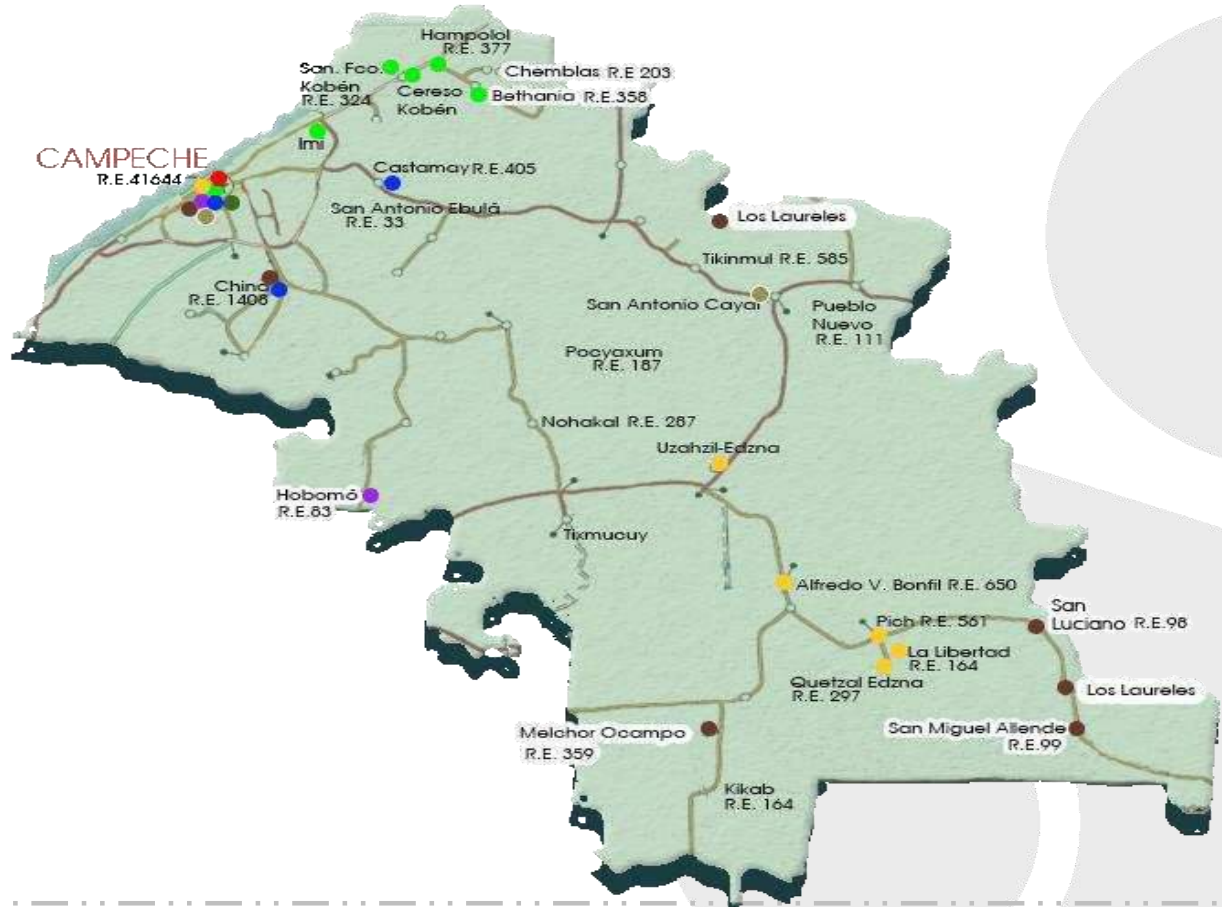 Hampolol
R.E. 377
San. Fco.
Kobén
R.E. 324
Cereso
Kobén
Chemblas R.E 203
Bethania R.E.358
Imi
CAMPECHE
R.E.41644
Castamay R.E.405
San Antonio Ebulá
R.E. 33
Los Laureles
Tikinmul R.E. 585
China
R.E. 1408
San Antonio Cayal
Pueblo
Nuevo
R.E. 111
Pocyaxum
R.E. 187
Nohakal R.E. 287
Uzahzil-Edzna
Hobomó
R.E.83
Tixmucuy
Alfredo V. Bonfil R.E. 650
San
Luciano R.E.98
Pich R.E. 561
La Libertad
R.E. 164
Quetzal Edzna
R.E. 297
Los Laureles
Melchor Ocampo
R.E. 359
San Miguel Allende
R.E.99
Kikab
R.E. 164